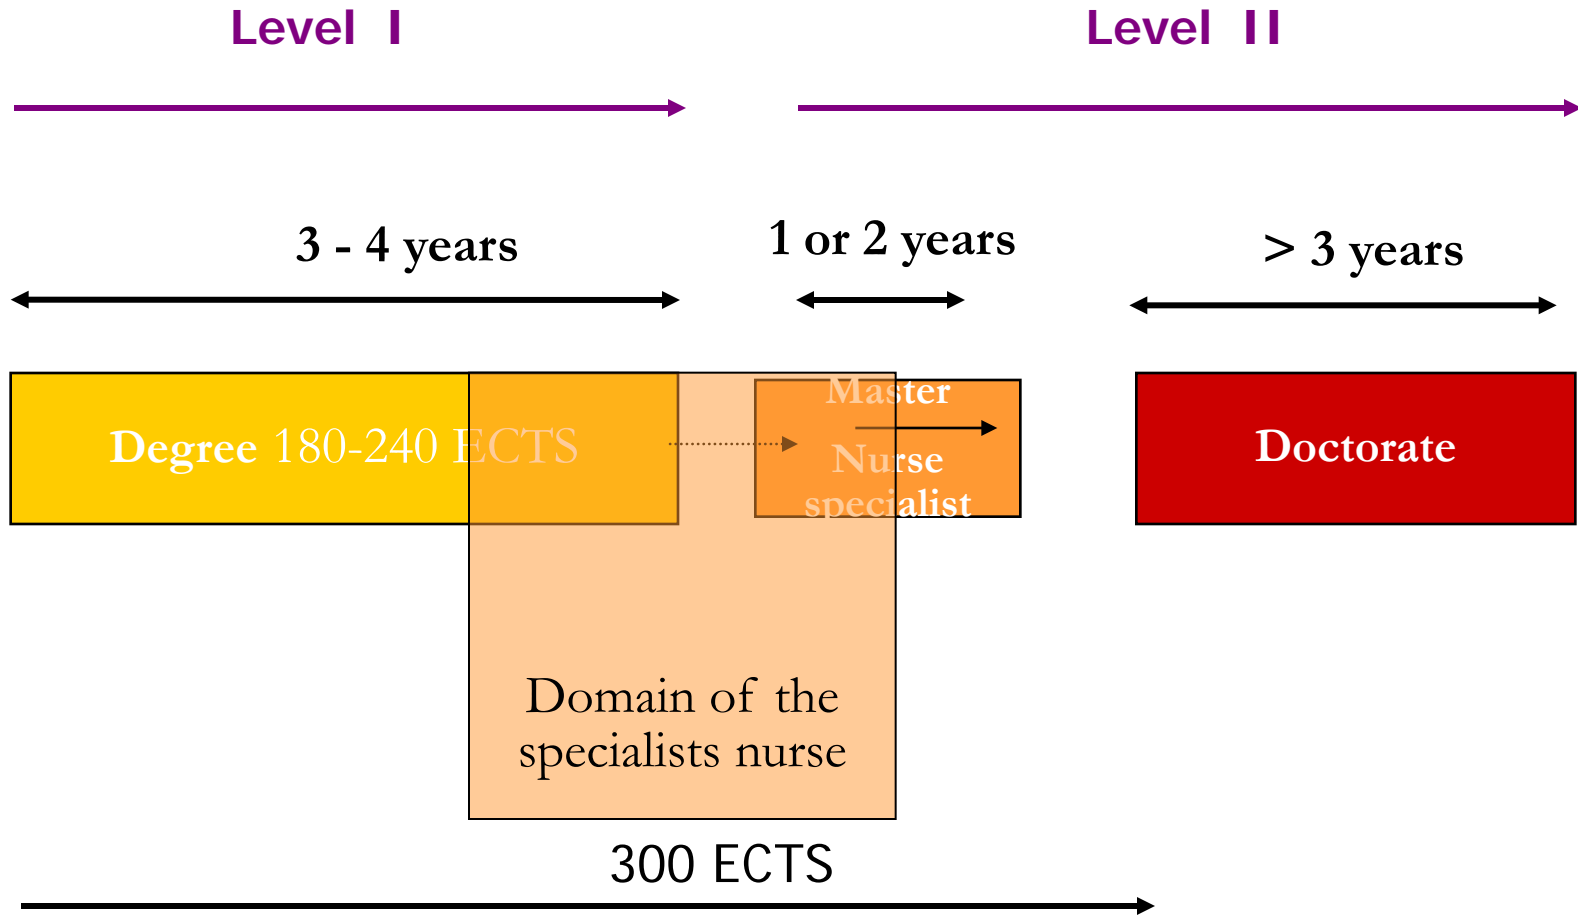 Level I
Level II
3 - 4 years
1 or 2 years
> 3 years
Degree 180-240 ECTS
Master
Nurse
specialist
Doctorate
Domain of the
specialists nurse
300 ECTS